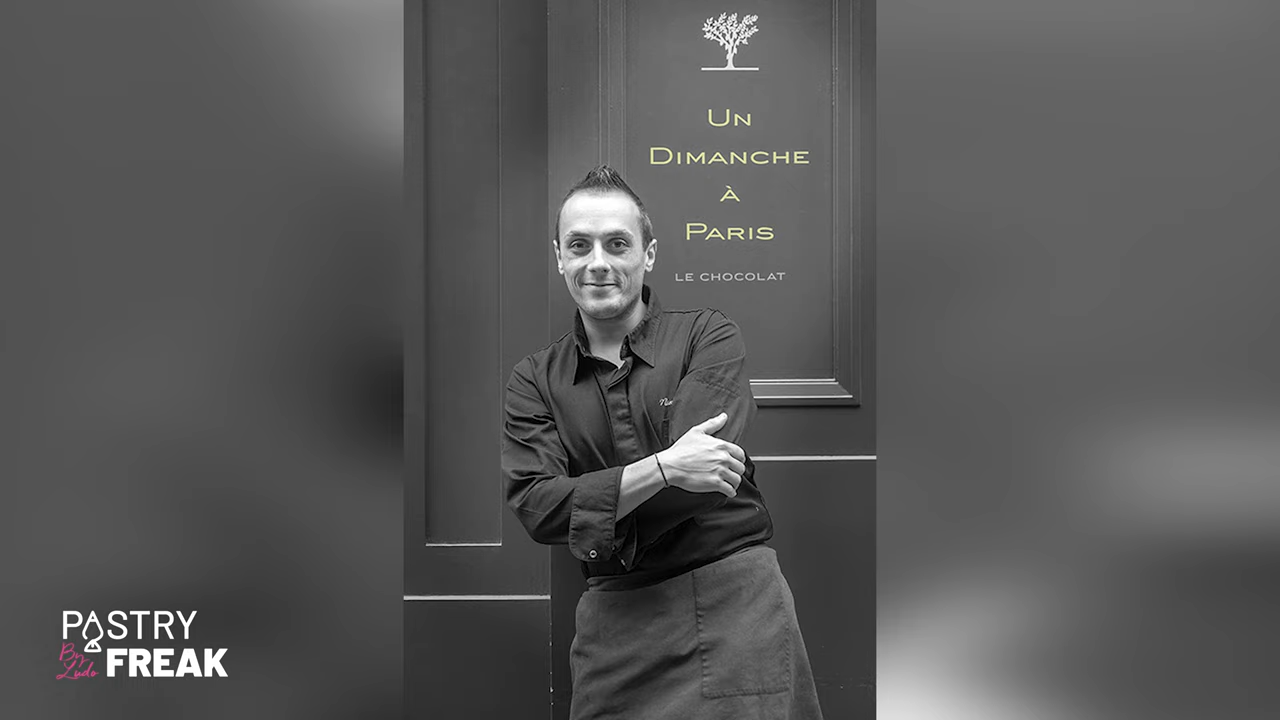 Un
Dimanche
à
Paris
LE CHOCOLAT
PASTRY
By Ludo
FREAK